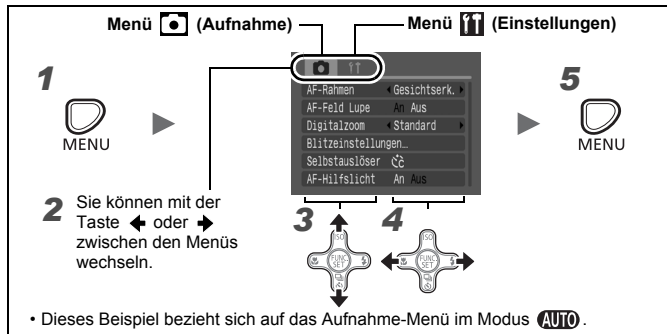 Menü (Aufnahme)
Menü (Einstellungen)
1
MENU
AF-Rahmen Gesichtserk.
AF-Feld Lupe An Aus
Digitalzoom Standard
Blitzeinstellungen…
Selbstauslöser
AF-Hilfslicht An Aus
5
MENU
2 Sie können mit der
Taste ← oder →
zwischen den Menüs
wechseln.
3
ISO
FUNC.
SET
4
ISO
FUNC.
SET
• Dieses Beispiel bezieht sich auf das Aufnahme-Menü im Modus AUTO.